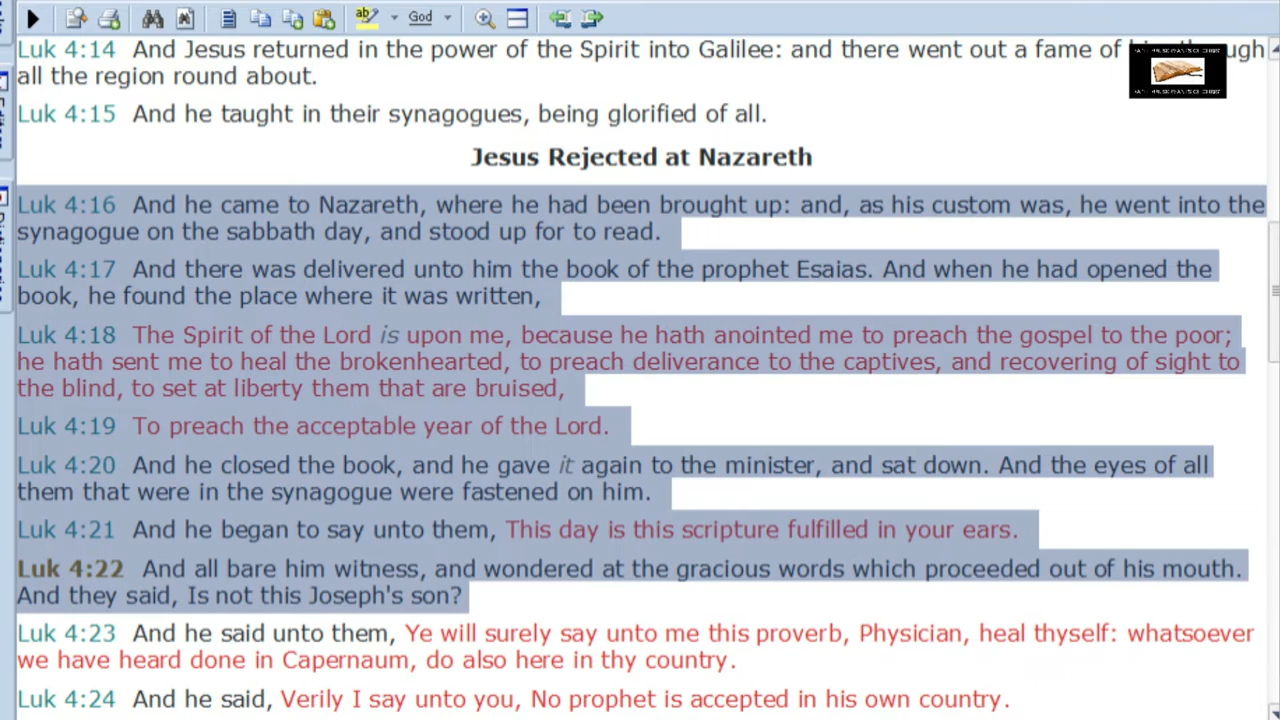 God
Luk 4:14 And Jesus returned in the power of the Spirit into Galilee: and there went out a fame of
all the region round about.
Luk 4:15 And he taught in their synagogues, being glorified of all.
Jesus Rejected at Nazareth
Luk 4:16 And he came to Nazareth, where he had been brought up: and, as his custom was, he went into the
synagogue on the sabbath day, and stood up for to read.
Luk 4:17 And there was delivered unto him the book of the prophet Esaias. And when he had opened the
book, he found the place where it was written,
Luk 4:18 The Spirit of the Lord is upon me, because he hath anointed me to preach the gospel to the poor;
he hath sent me to heal the brokenhearted, to preach deliverance to the captives, and recovering of sight to
the blind, to set at liberty them that are bruised,
Luk 4:19 To preach the acceptable year of the Lord.
Luk 4:20 And he closed the book, and he gave it again to the minister, and sat down. And the eyes of all
them that were in the synagogue were fastened on him.
Luk 4:21 And he began to say unto them, This day is this scripture fulfilled in your ears.
Luk 4:22 And all bare him witness, and wondered at the gracious words which proceeded out of his mouth.
And they said, Is not this Joseph's son?
Luk 4:23 And he said unto them, Ye will surely say unto me this proverb, Physician, heal thyself: whatsoever
we have heard done in Capernaum, do also here in thy country.
Luk 4:24 And he said, Verily I say unto you, No prophet is accepted in his own country.